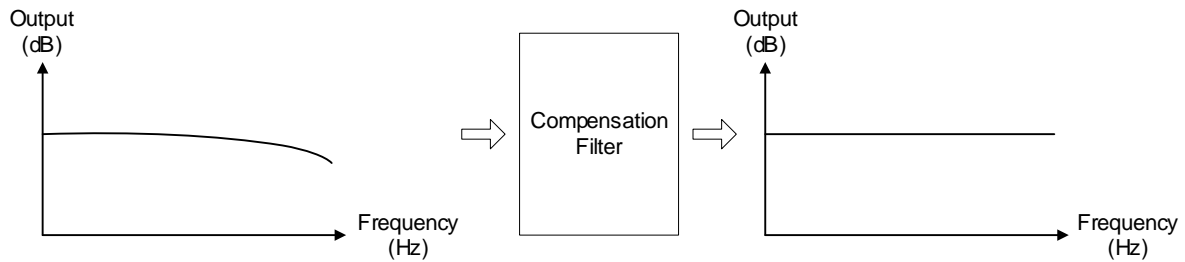 Output
(dB)
Frequency
(Hz)
Compensation
Filter
Output
(dB)
Frequency
(Hz)